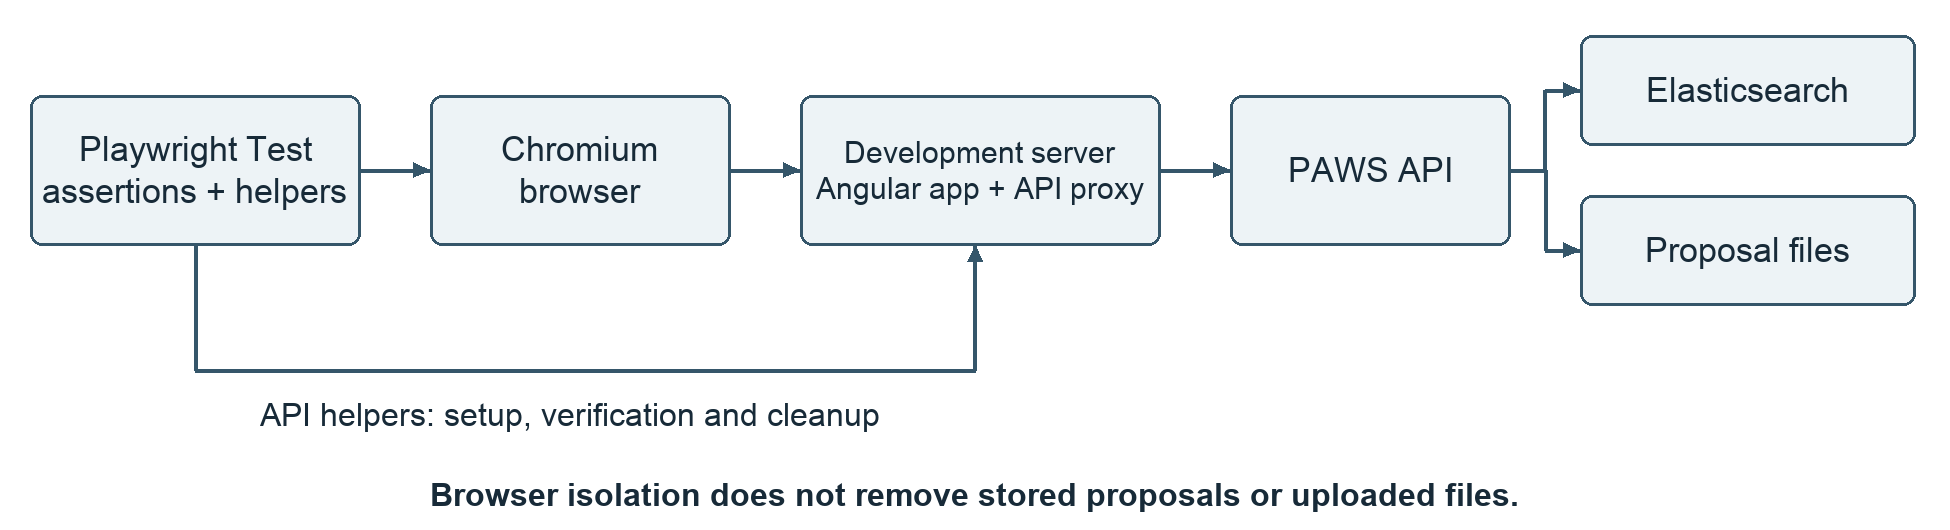 Playwright Test
assertions + helpers
Chromium
browser
Development server
Angular app + API proxy
PAWS API
Elasticsearch
Proposal files
API helpers: setup, verification and cleanup
Browser isolation does not remove stored proposals or uploaded files.